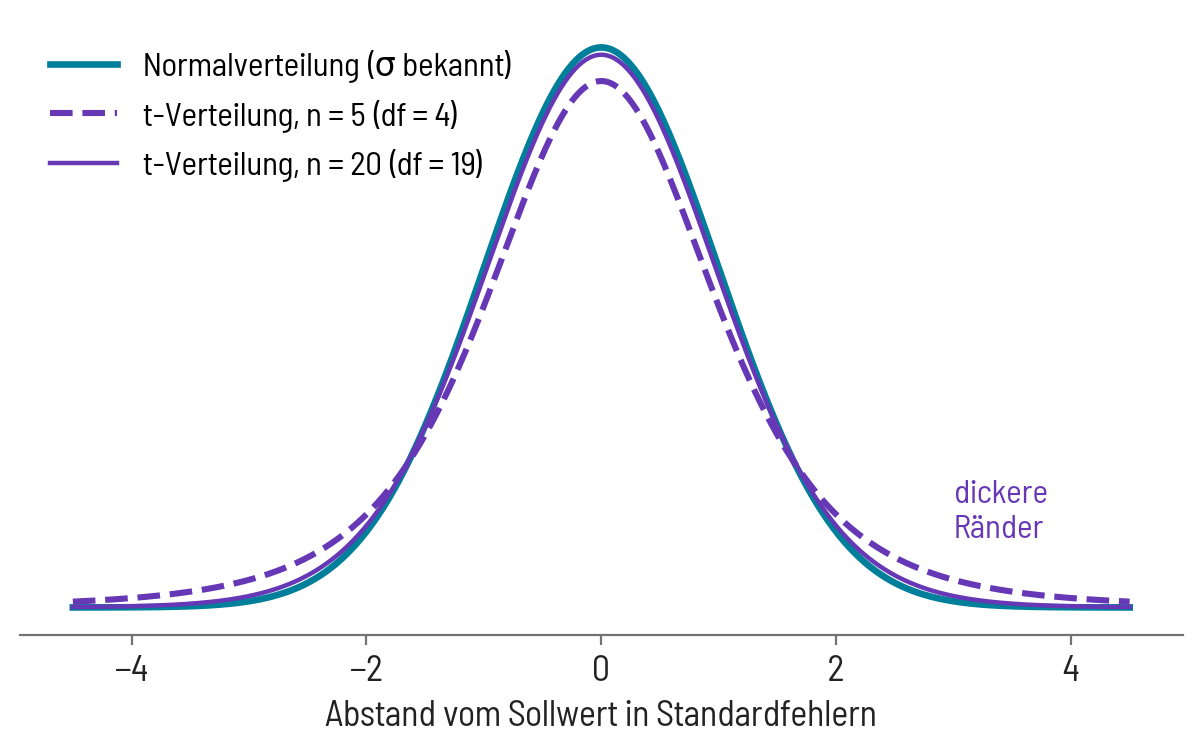 Normalverteilung (σ bekannt)
t-Verteilung, n = 5 (df = 4)
t-Verteilung, n = 20 (df = 19)
dickere
Ränder
−4 −2 0 2 4
Abstand vom Sollwert in Standardfehlern